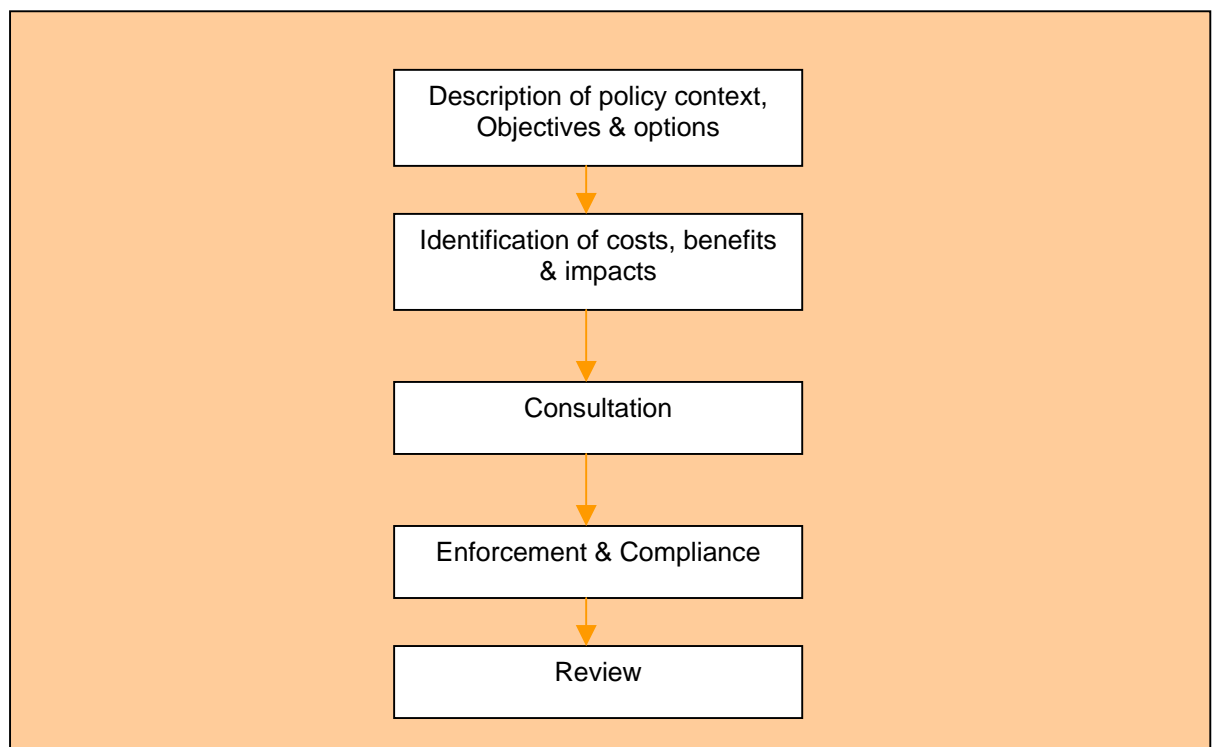 Description of policy context,
Objectives & options
Identification of costs, benefits
& impacts
Consultation
Enforcement & Compliance
Review